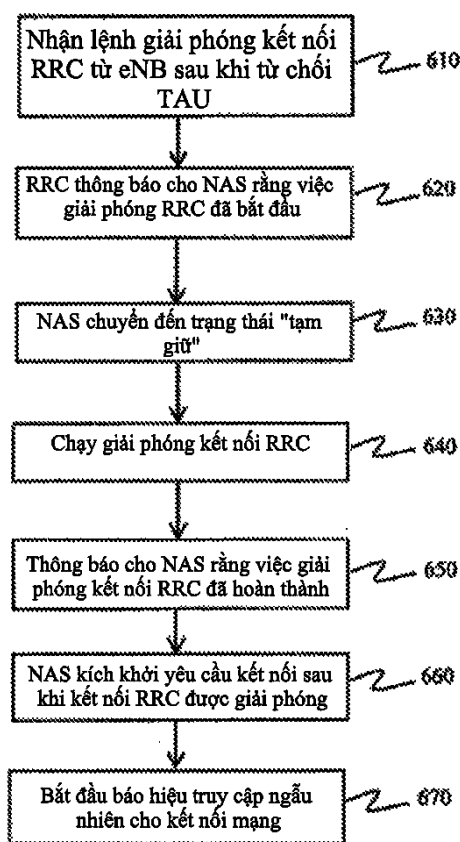 Nhận lệnh giải phóng kết nối
RRC từ eNB sau khi từ chối
TAU
610
RRC thông báo cho NAS rằng việc
giải phóng RRC đã bắt đầu
620
NAS chuyển đến trạng thái "tạm
giữ"
630
Chạy giải phóng kết nối RRC
640
Thông báo cho NAS rằng việc giải
phóng kết nối RRC đã hoàn thành
650
NAS kích khởi yêu cầu kết nối sau
khi kết nối RRC được giải phóng
660
Bắt đầu báo hiệu truy cập ngẫu
nhiên cho kết nối mạng
670